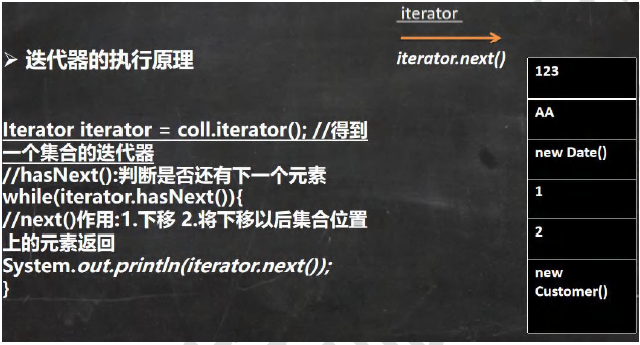 iterator
iterator.next()
➢ 迭代器的执行原理
Iterator iterator = coll.iterator(); //得到
一个集合的迭代器
//hasNext():判断是否还有下一个元素
while(iterator.hasNext()){
//next()作用:1.下移 2.将下移以后集合位置
上的元素返回
System.out.println(iterator.next());
}
123
AA
new Date()
1
2
new
Customer()